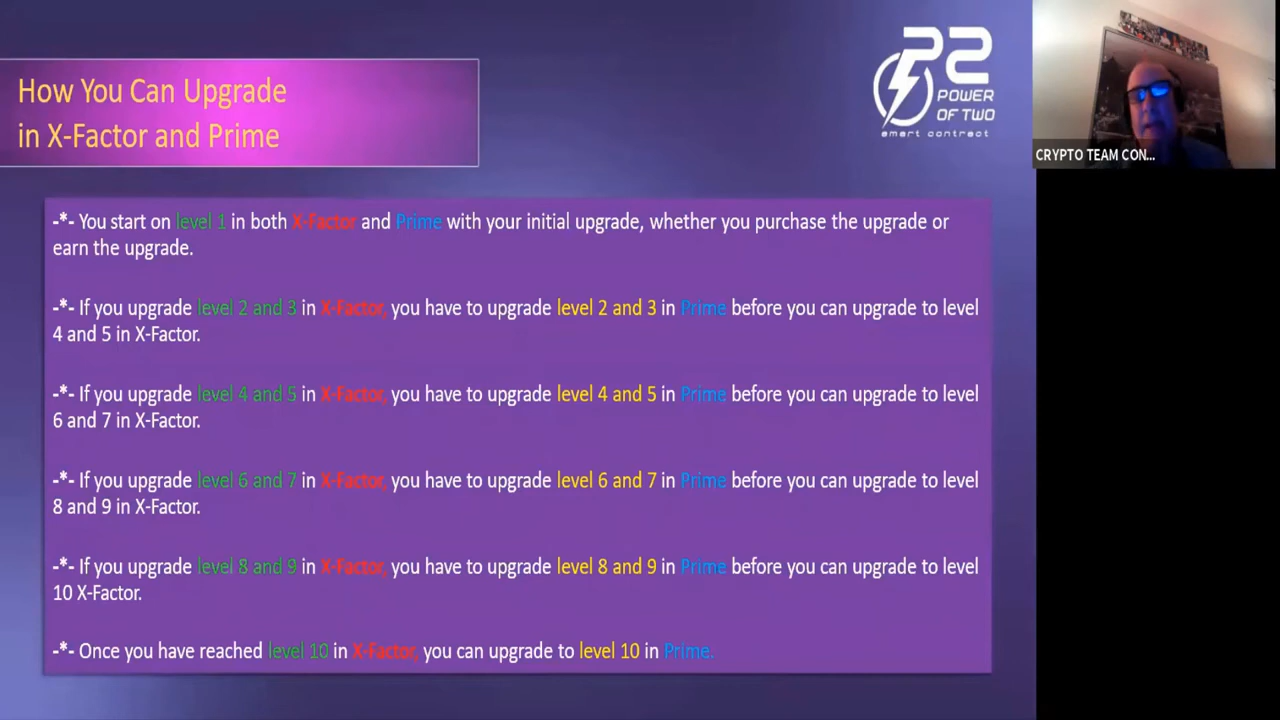 How You Can Upgrade
in X-Factor and Prime
P2
POWER
OF TWO
smart contract
CRYPTO TEAM CON...
-*- You start on level 1 in both X-Factor and Prime with your initial upgrade, whether you purchase the upgrade or
earn the upgrade.
-*- If you upgrade level 2 and 3 in X-Factor, you have to upgrade level 2 and 3 in Prime before you can upgrade to level
4 and 5 in X-Factor.
-*- If you upgrade level 4 and 5 in X-Factor, you have to upgrade level 4 and 5 in Prime before you can upgrade to level
6 and 7 in X-Factor.
-*- If you upgrade level 6 and 7 in X-Factor, you have to upgrade level 6 and 7 in Prime before you can upgrade to level
8 and 9 in X-Factor.
-*- If you upgrade level 8 and 9 in X-Factor, you have to upgrade level 8 and 9 in Prime before you can upgrade to level
10 X-Factor.
-*- Once you have reached level 10 in X-Factor, you can upgrade to level 10 in Prime.